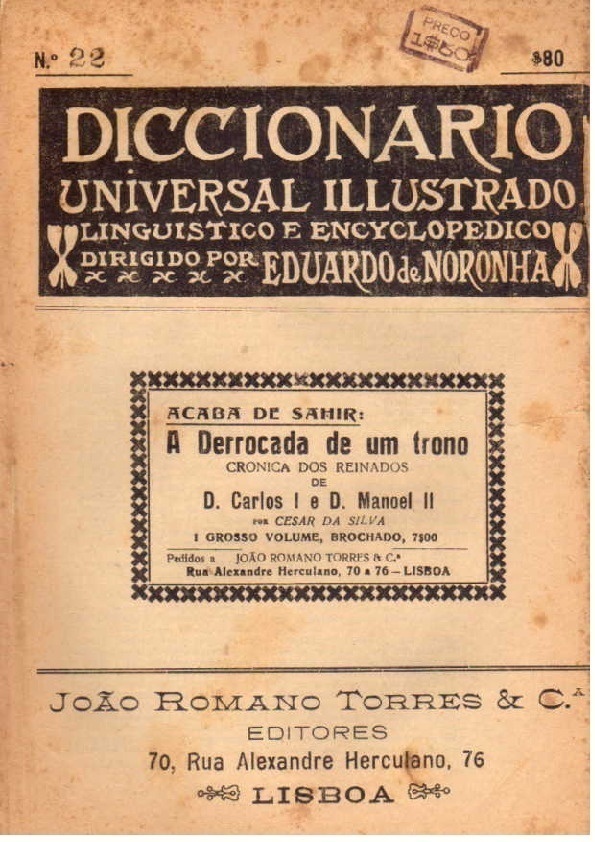 PREÇO
1$50
N.º 22
$80
DICCIONARIO
UNIVERSAL ILLUSTRADO
LINGUISTICO E ENCYCLOPEDICO
DIRIGIDO POR EDUARDO de NORONHA
ACABA DE SAHIR:
A Derrocada de um trono
CRONICA DOS REINADOS
DE
D. Carlos I e D. Manoel II
POR CESAR DA SILVA
1 GROSSO VOLUME, BROCHADO, 7$00
Pedidos a JOÃO ROMANO TORRES & C.ª
Rua Alexandre Herculano, 70 a 76 — LISBOA
JOÃO ROMANO TORRES & C.A
EDITORES
70, Rua Alexandre Herculano, 76
LISBOA